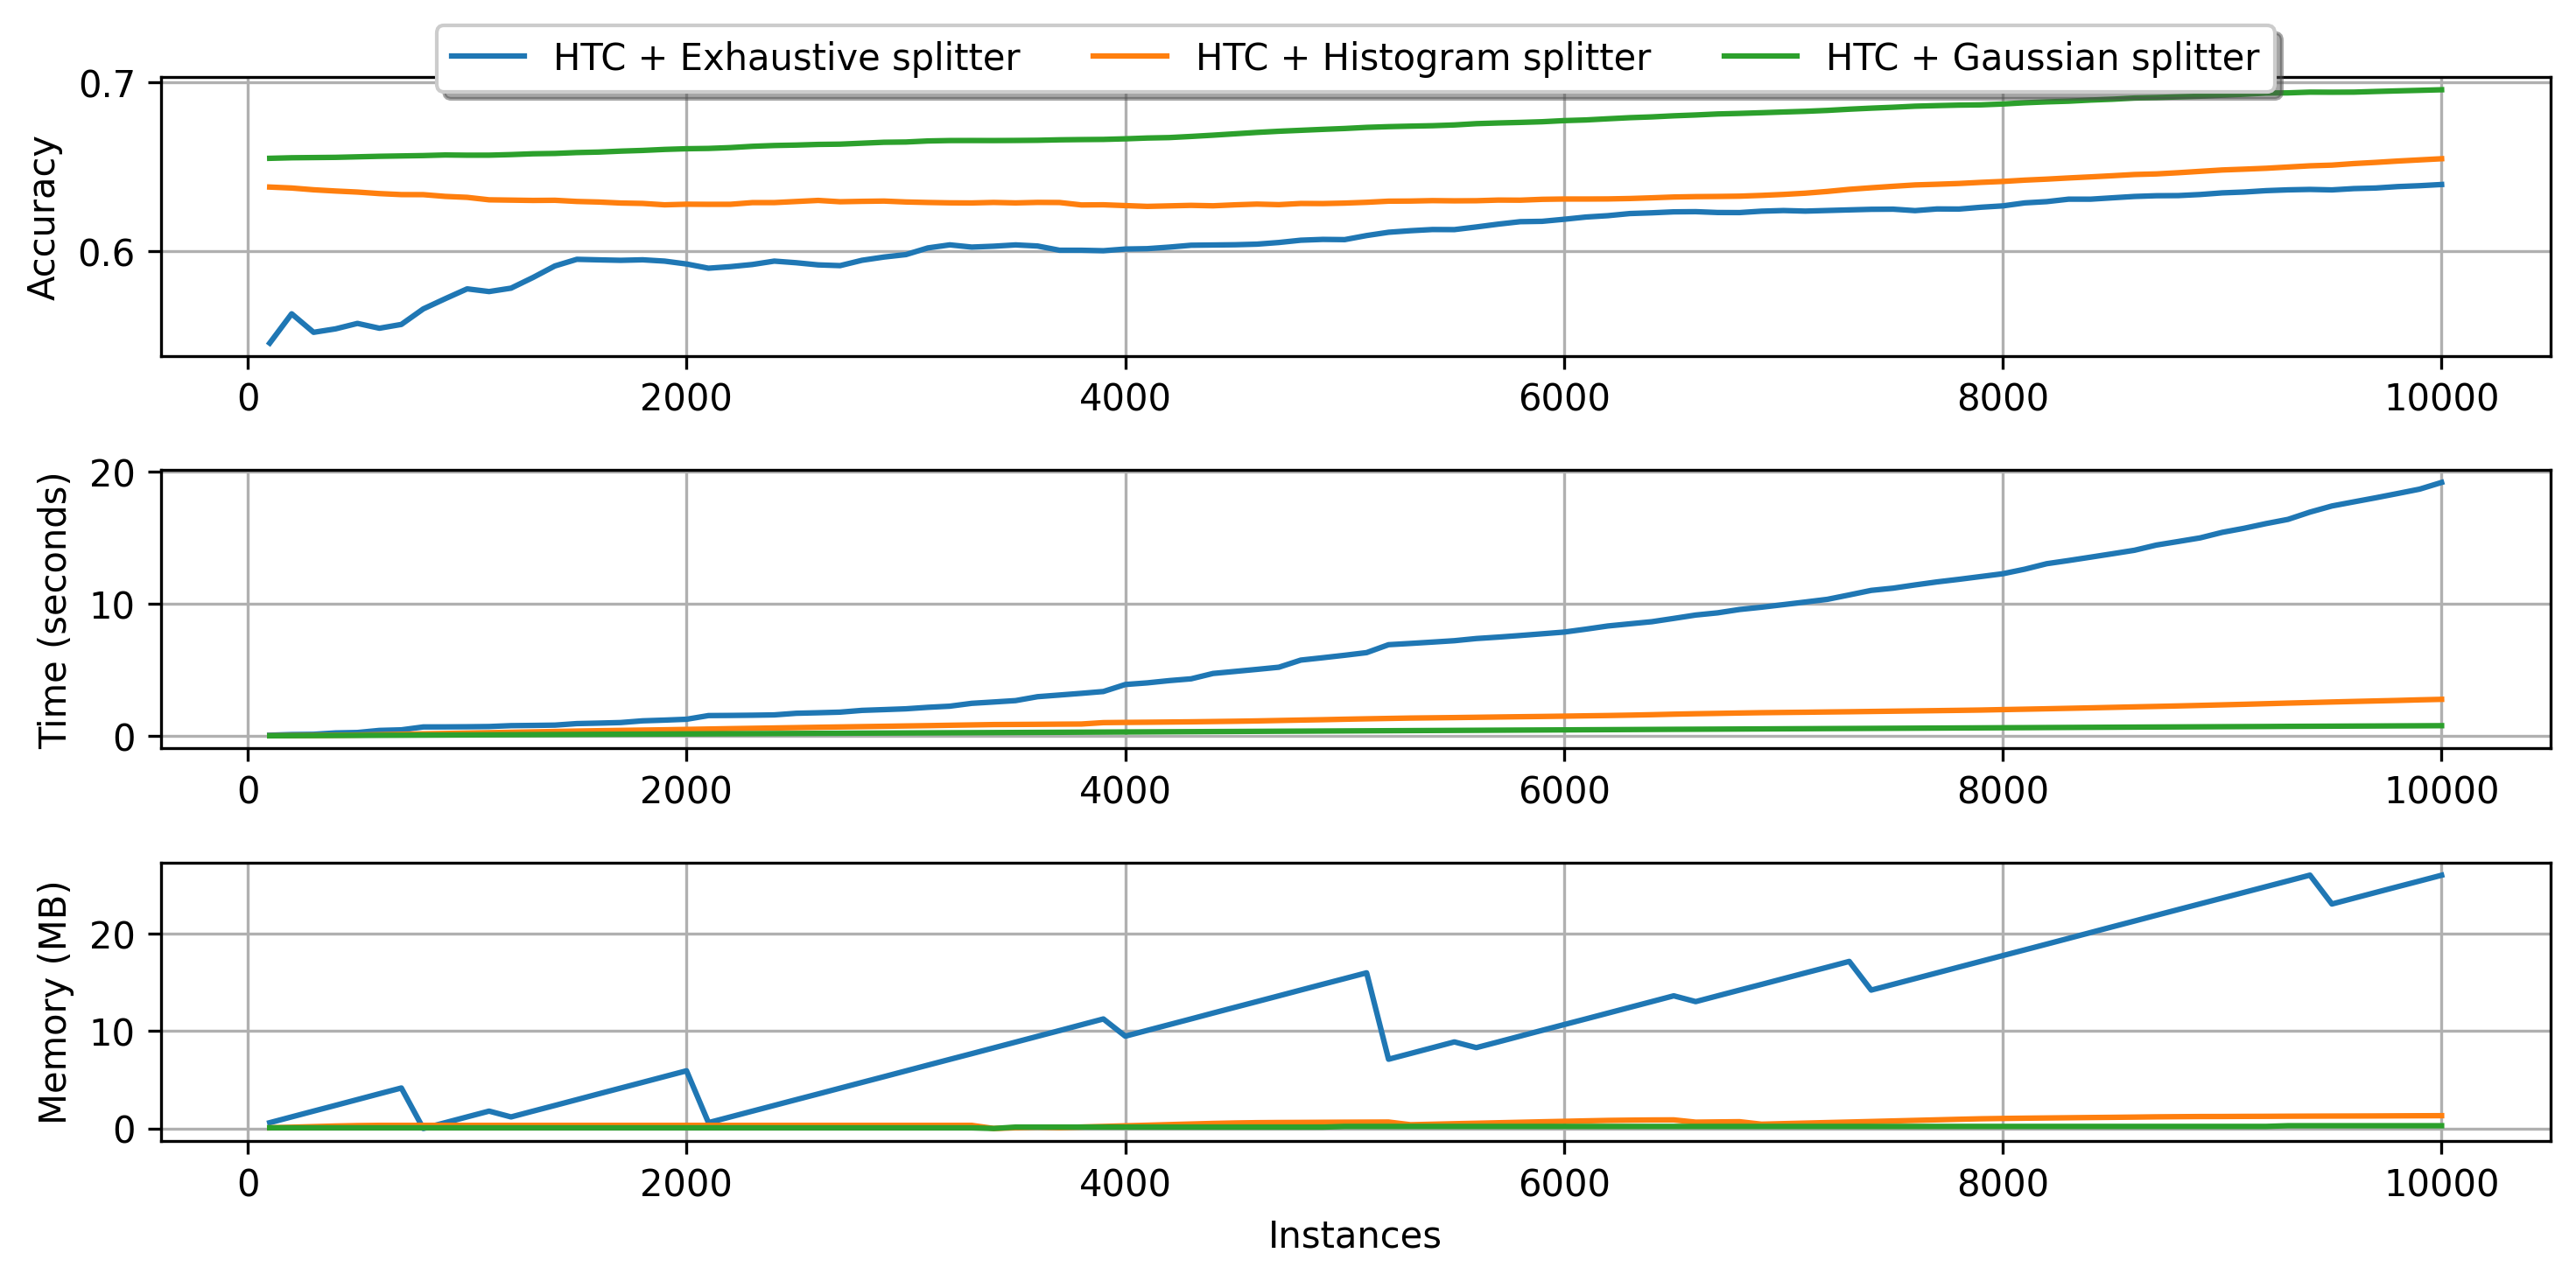 HTC + Exhaustive splitter HTC + Histogram splitter HTC + Gaussian splitter
0.7
0.6
Accuracy
0 2000 4000 6000 8000 10000
20
10
0
Time (seconds)
0 2000 4000 6000 8000 10000
20
10
0
Memory (MB)
0 2000 4000 6000 8000 10000
Instances